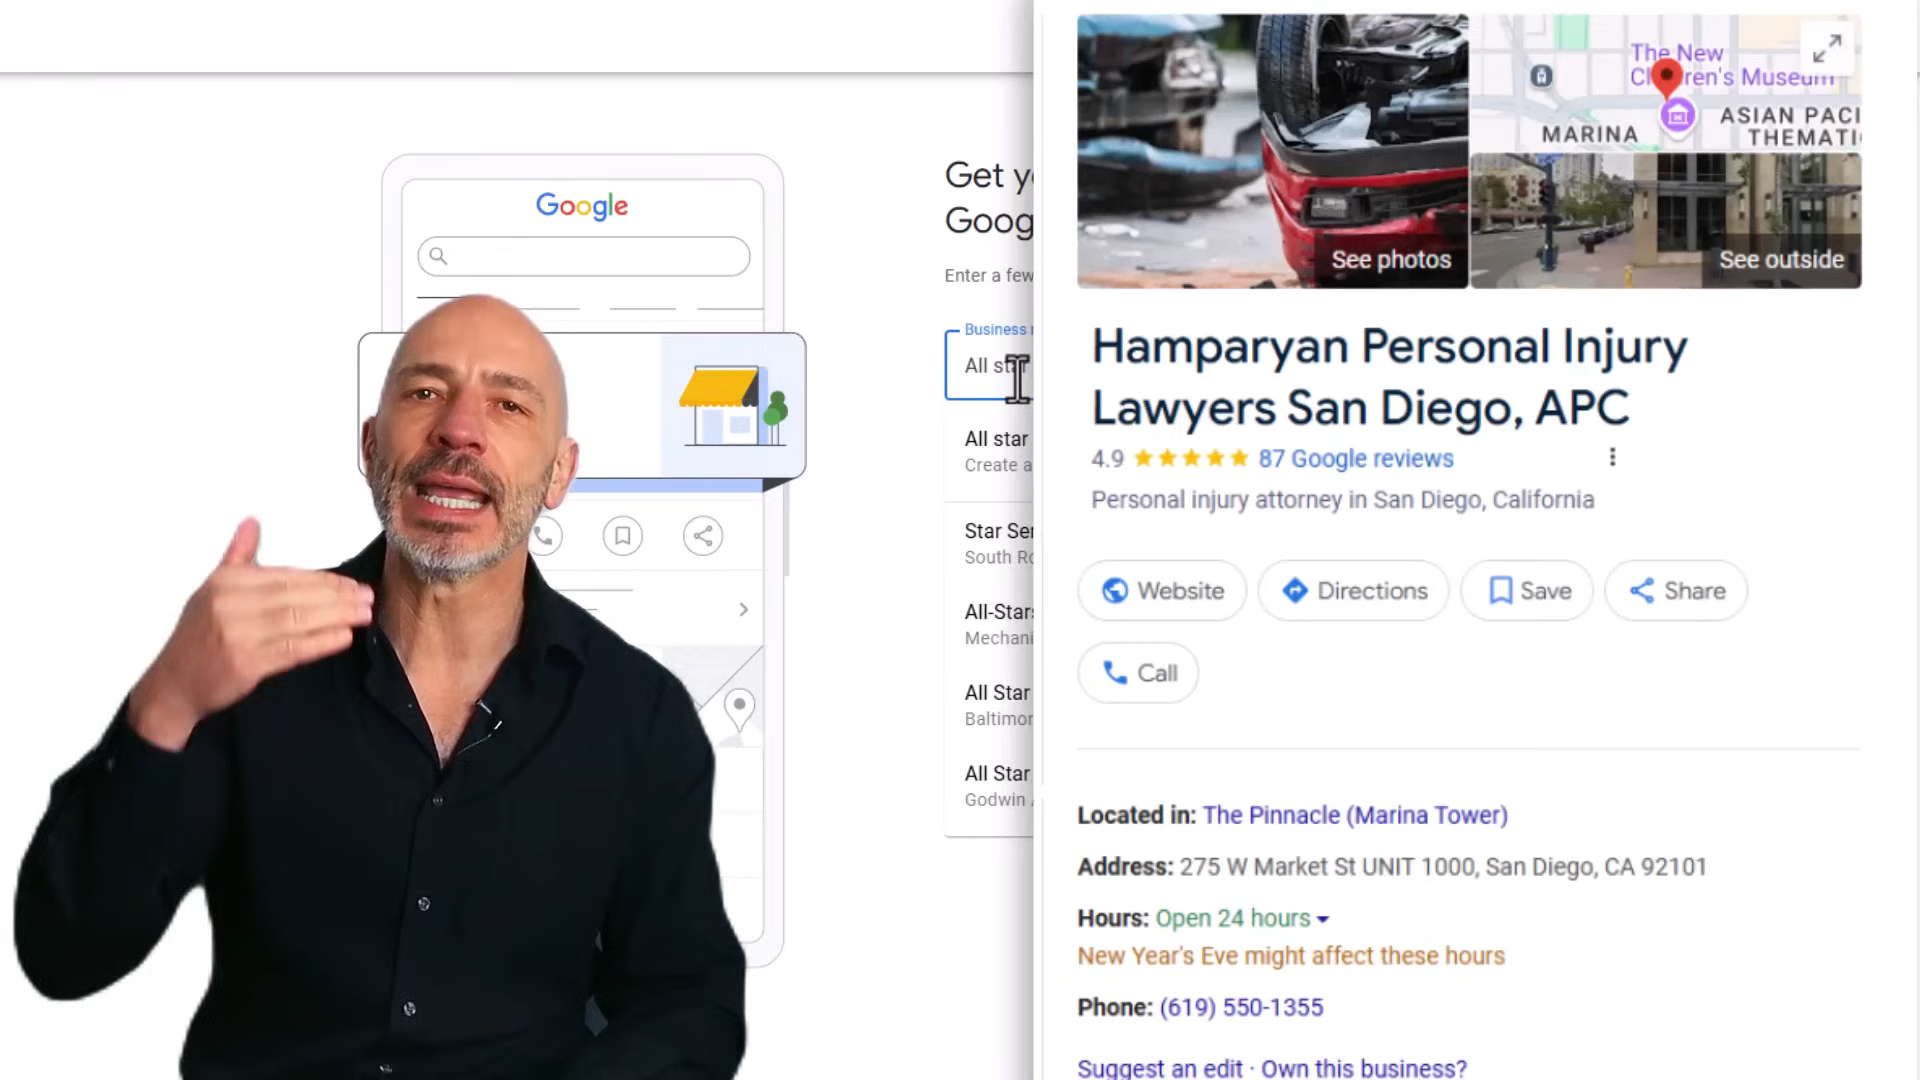 Google
Get y
Goog
Enter a few
Business
All star
All star
Create a
Star Ser
South Ro
All-Stars
Mechani
All Star
Baltimor
All Star
Godwin
The New
Children's Museum
MARINA
ASIAN PACI
THEMATI
See photos
See outside
Hamparyan Personal Injury
Lawyers San Diego, APC
4.9 87 Google reviews
Personal injury attorney in San Diego, California
Website Directions Save Share
Call
Located in: The Pinnacle (Marina Tower)
Address: 275 W Market St UNIT 1000, San Diego, CA 92101
Hours: Open 24 hours
New Year's Eve might affect these hours
Phone: (619) 550-1355
Suggest an edit · Own this business?